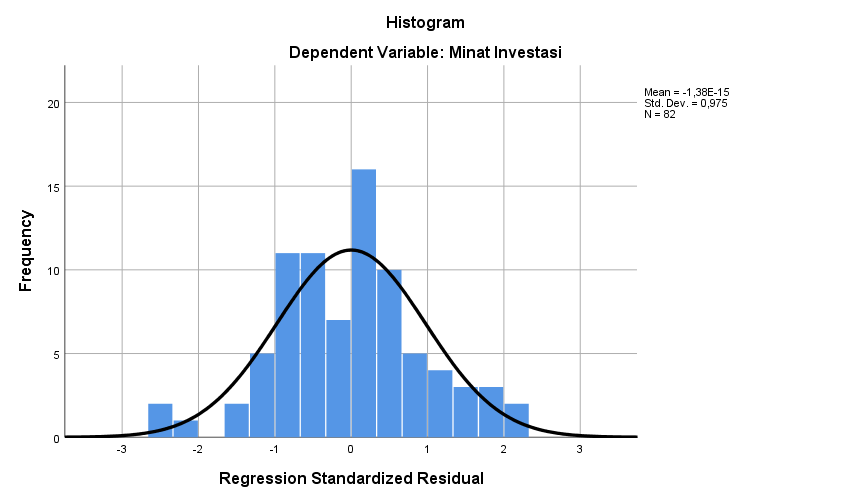 Histogram
Dependent Variable: Minat Investasi
Mean = -1,38E-15
Std. Dev. = 0,975
N = 82
Frequency
20
15
10
5
0
-3
-2
-1
0
1
2
3
Regression Standardized Residual